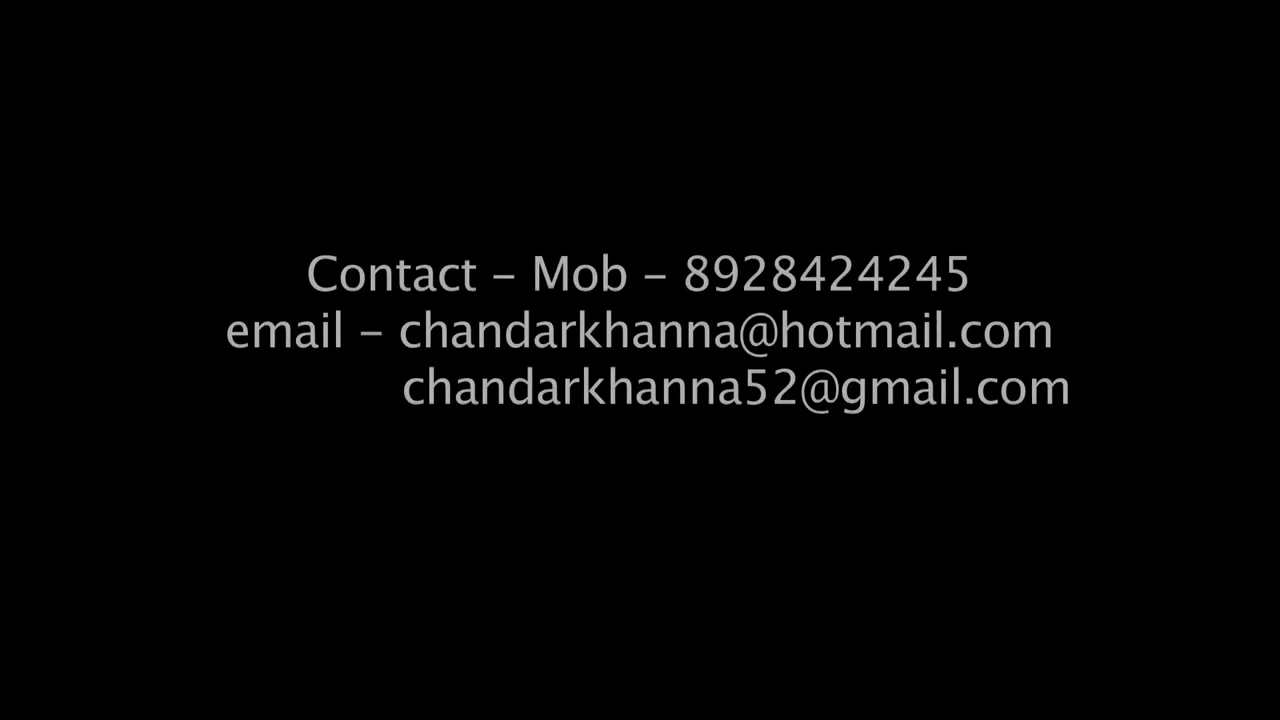 Contact – Mob – 8928424245
email – chandarkhanna@hotmail.com
chandarkhanna52@gmail.com